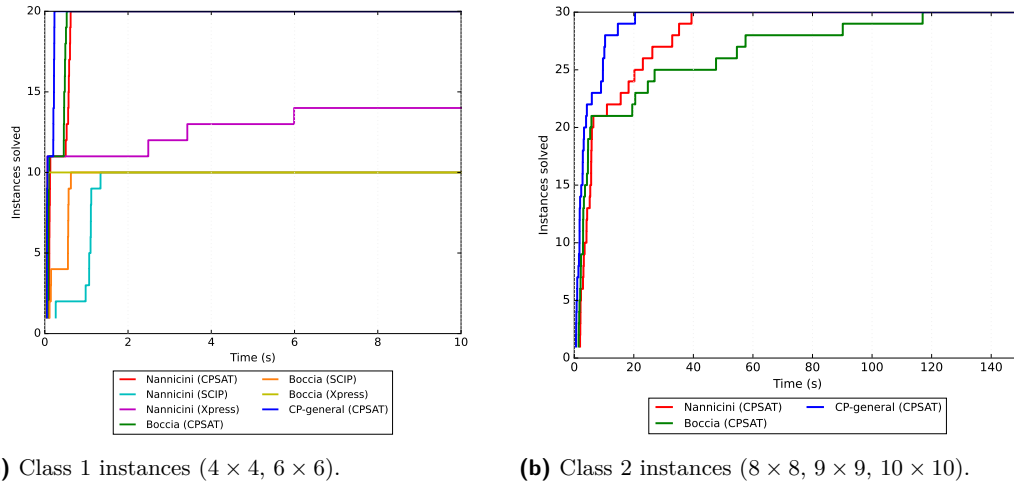 20
15
10
5
0
Instances solved
0
2
4
6
8
10
Time (s)
Nannicini (CPSAT)
Nannicini (SCIP)
Nannicini (Xpress)
Boccia (CPSAT)
Boccia (SCIP)
Boccia (Xpress)
CP-general (CPSAT)
) Class 1 instances (4 × 4, 6 × 6).
30
25
20
15
10
5
0
Instances solved
0
20
40
60
80
100
120
140
Time (s)
Nannicini (CPSAT)
Boccia (CPSAT)
CP-general (CPSAT)
(b) Class 2 instances (8 × 8, 9 × 9, 10 × 10).